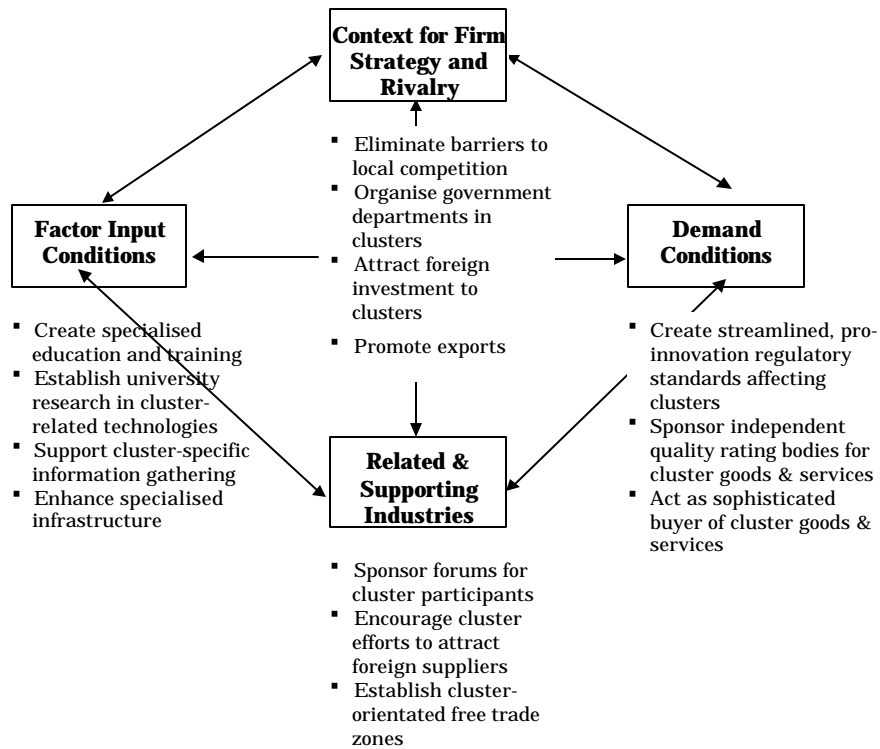 Context for Firm
Strategy and
Rivalry
▪ Eliminate barriers to
local competition
▪ Organise government
departments in
clusters
▪ Attract foreign
investment to
clusters
▪ Promote exports
Factor Input
Conditions
▪ Create specialised
education and training
▪ Establish university
research in cluster-
related technologies
▪ Support cluster-specific
information gathering
▪ Enhance specialised
infrastructure
Demand
Conditions
▪ Create streamlined, pro-
innovation regulatory
standards affecting
clusters
▪ Sponsor independent
quality rating bodies for
cluster goods & services
▪ Act as sophisticated
buyer of cluster goods &
services
Related &
Supporting
Industries
▪ Sponsor forums for
cluster participants
▪ Encourage cluster
efforts to attract
foreign suppliers
▪ Establish cluster-
orientated free trade
zones